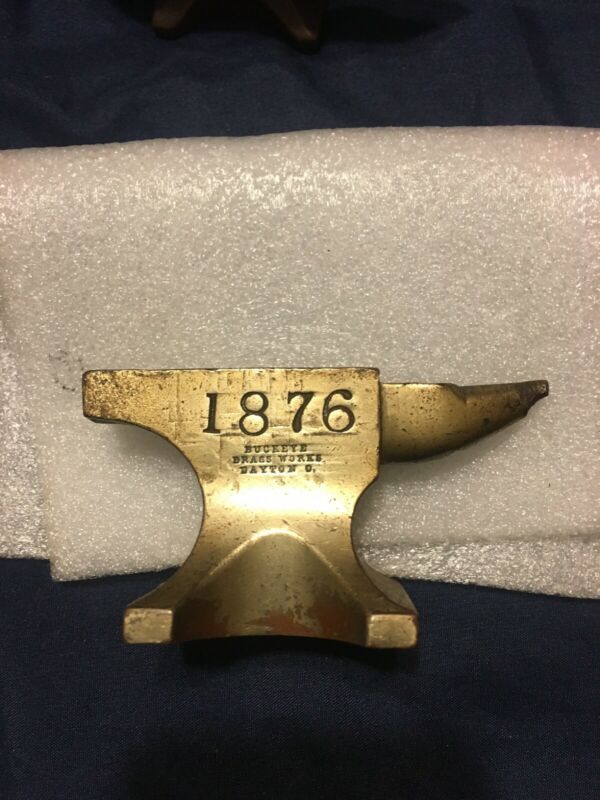 1876
BUCKEYE
BRASS WORKS
DAYTON O.